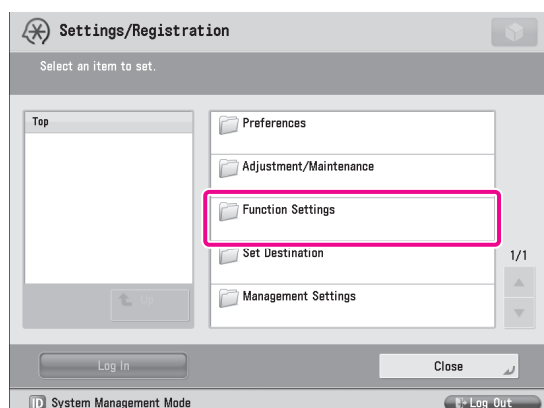 Settings/Registration
Select an item to set.
Top
Preferences
Adjustment/Maintenance
Function Settings
Set Destination
1/1
Management Settings
Up
Log In
Close
ID System Management Mode
Log Out